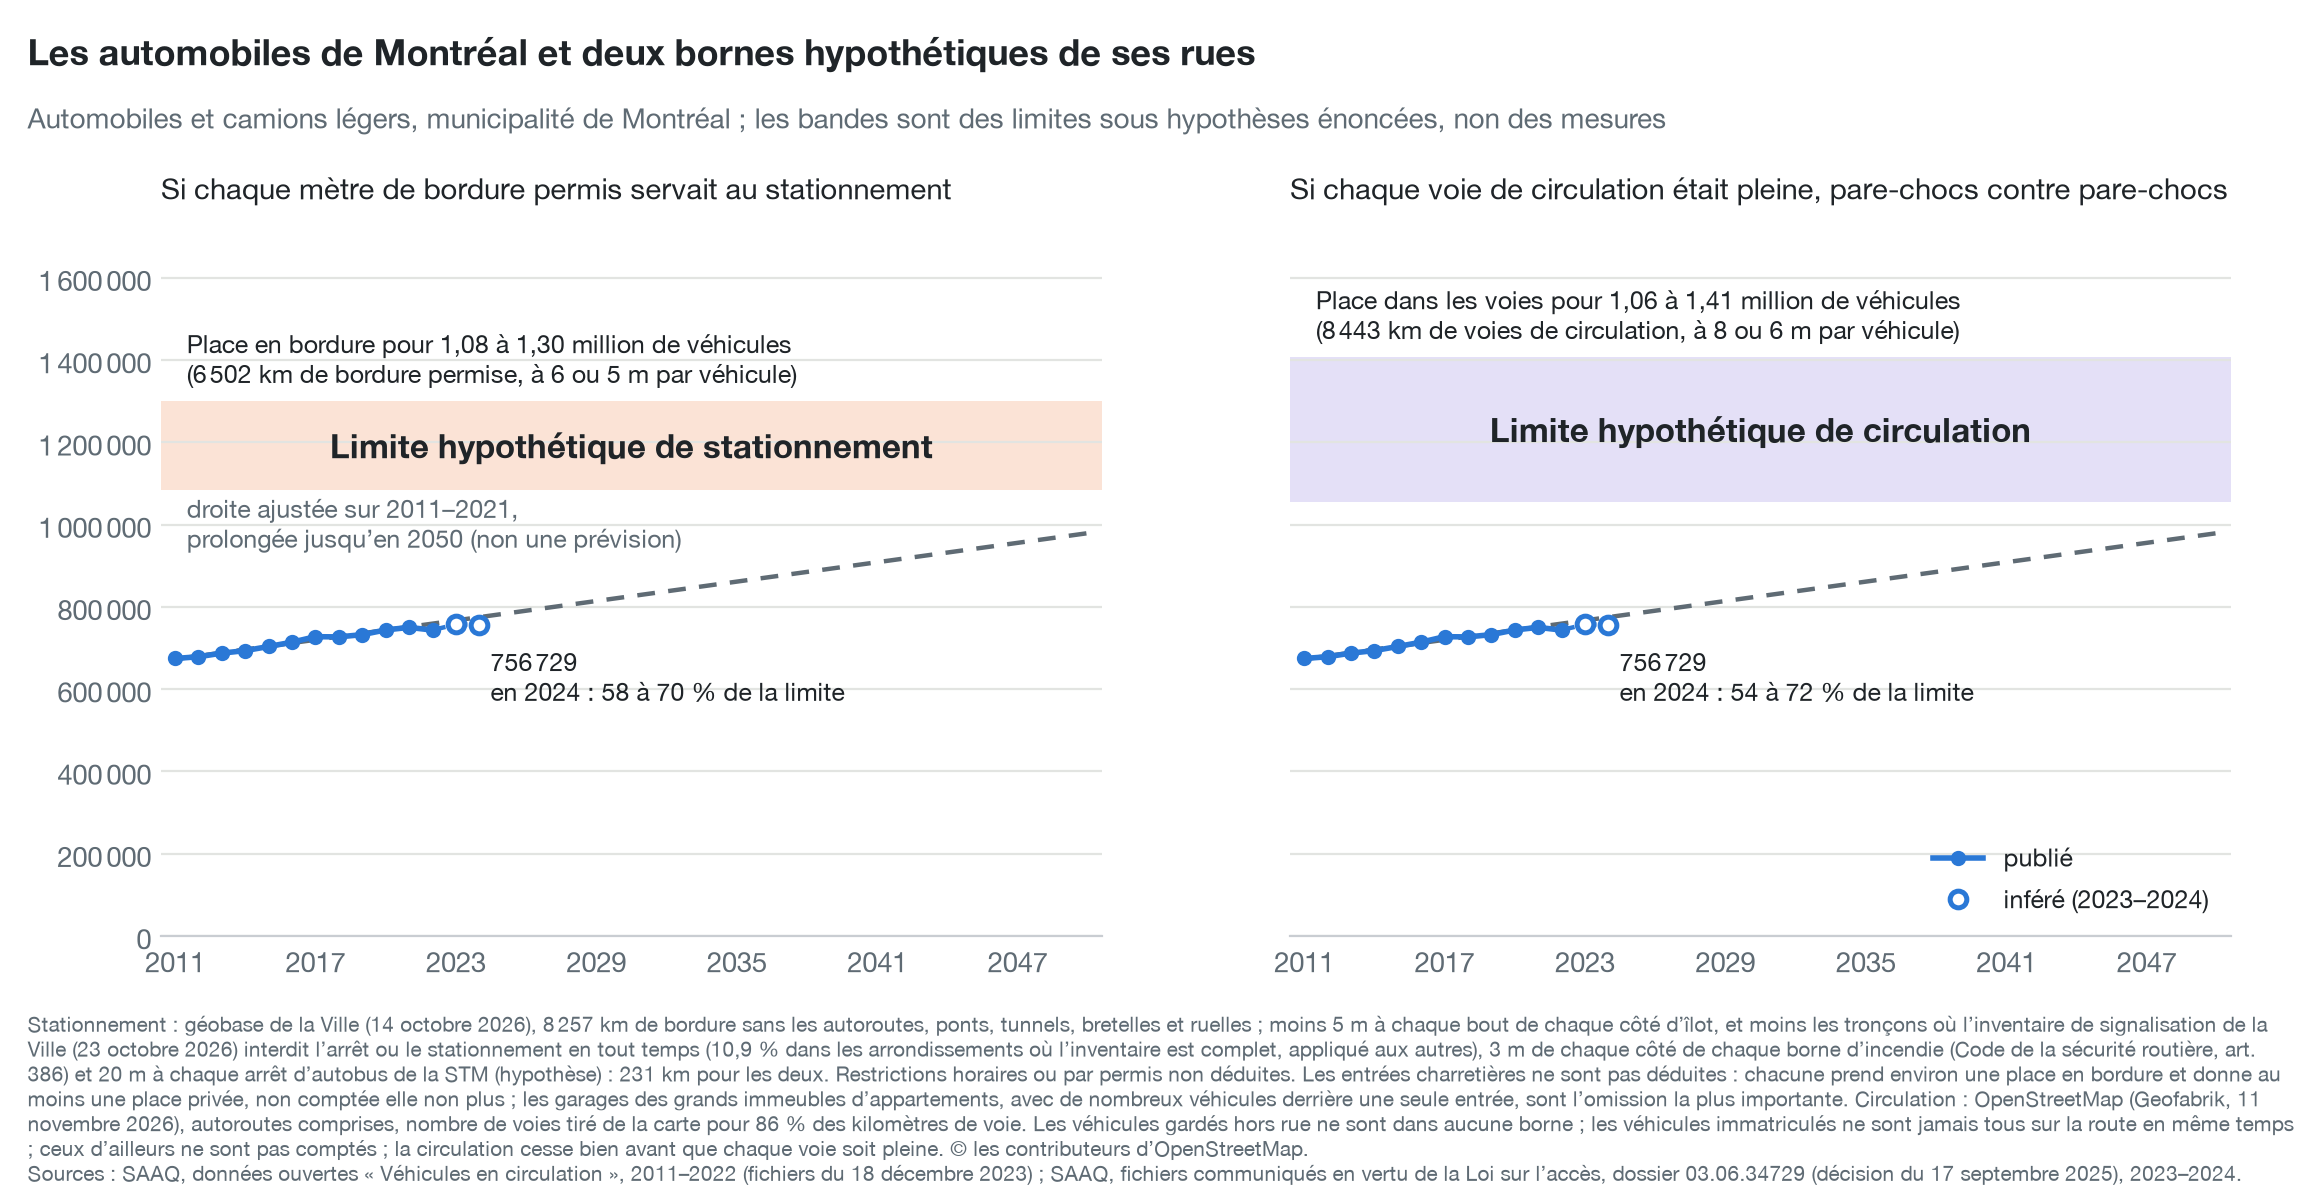 Les automobiles de Montréal et deux bornes hypothétiques de ses rues
Automobiles et camions légers, municipalité de Montréal ; les bandes sont des limites sous hypothèses énoncées, non des mesures
Si chaque mètre de bordure permis servait au stationnement
1 600 000
1 400 000
1 200 000
1 000 000
800 000
600 000
400 000
200 000
0
Place en bordure pour 1,08 à 1,30 million de véhicules
(6 502 km de bordure permise, à 6 ou 5 m par véhicule)
Limite hypothétique de stationnement
droite ajustée sur 2011–2021,
prolongée jusqu’en 2050 (non une prévision)
756 729
en 2024 : 58 à 70 % de la limite
2011 2017 2023 2029 2035 2041 2047
Si chaque voie de circulation était pleine, pare-chocs contre pare-chocs
Place dans les voies pour 1,06 à 1,41 million de véhicules
(8 443 km de voies de circulation, à 8 ou 6 m par véhicule)
Limite hypothétique de circulation
756 729
en 2024 : 54 à 72 % de la limite
publié
inféré (2023–2024)
2011 2017 2023 2029 2035 2041 2047
Stationnement : géobase de la Ville (14 octobre 2026), 8 257 km de bordure sans les autoroutes, ponts, tunnels, bretelles et ruelles ; moins 5 m à chaque bout de chaque côté d’îlot, et moins les tronçons où l’inventaire de signalisation de la
Ville (23 octobre 2026) interdit l’arrêt ou le stationnement en tout temps (10,9 % dans les arrondissements où l’inventaire est complet, appliqué aux autres), 3 m de chaque côté de chaque borne d’incendie (Code de la sécurité routière, art.
386) et 20 m à chaque arrêt d’autobus de la STM (hypothèse) : 231 km pour les deux. Restrictions horaires ou par permis non déduites. Les entrées charretières ne sont pas déduites : chacune prend environ une place en bordure et donne au
moins une place privée, non comptée elle non plus ; les garages des grands immeubles d’appartements, avec de nombreux véhicules derrière une seule entrée, sont l’omission la plus importante. Circulation : OpenStreetMap (Geofabrik, 11
novembre 2026), autoroutes comprises, nombre de voies tiré de la carte pour 86 % des kilomètres de voie. Les véhicules gardés hors rue ne sont dans aucune borne ; les véhicules immatriculés ne sont jamais tous sur la route en même temps
; ceux d’ailleurs ne sont pas comptés ; la circulation cesse bien avant que chaque voie soit pleine. © les contributeurs d’OpenStreetMap.
Sources : SAAQ, données ouvertes « Véhicules en circulation », 2011–2022 (fichiers du 18 décembre 2023) ; SAAQ, fichiers communiqués en vertu de la Loi sur l’accès, dossier 03.06.34729 (décision du 17 septembre 2025), 2023–2024.